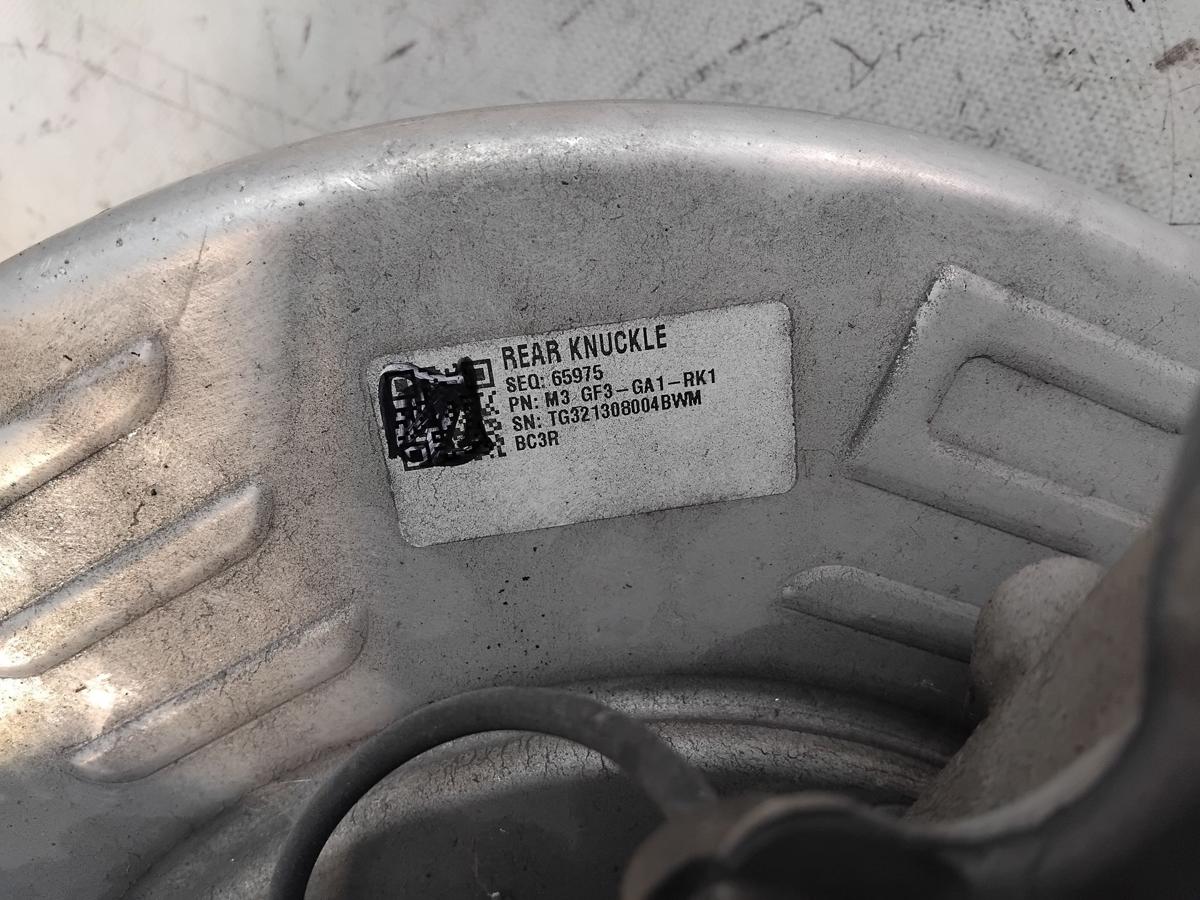 REAR KNUCKLE
SEQ: 65975
PN: M3 GF3-GA1-RK1
SN: TG321308004BWM
BC3R